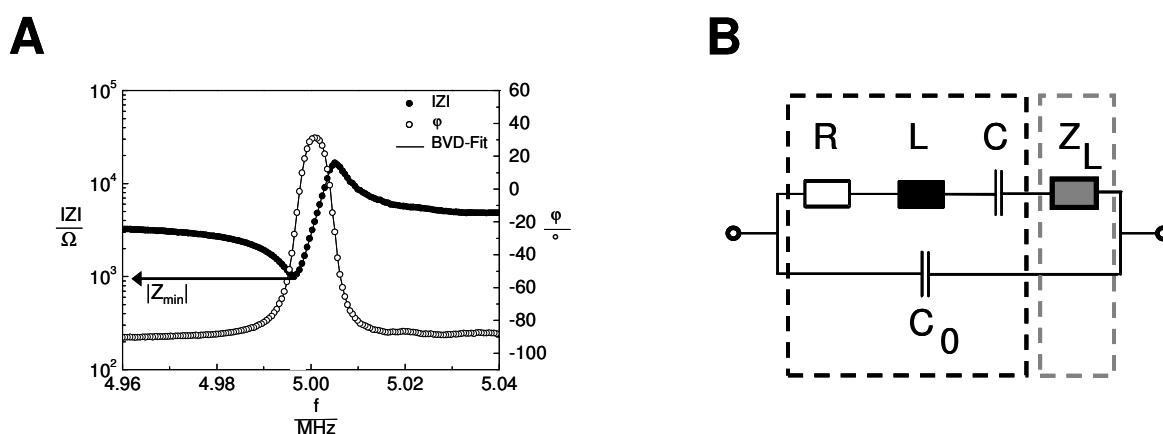 A
B
10^5
10^4
10^3
10^2
|Z|
Ω
60
40
20
0
-20
-40
-60
-80
-100
φ
°
|Z|
φ
BVD-Fit
|Z_min|
4.96
4.98
5.00
5.02
5.04
f
MHz
R
L
C
Z_L
C_0